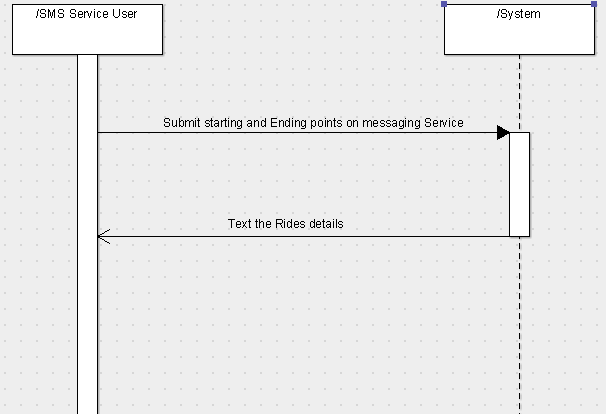 /SMS Service User
/System
Submit starting and Ending points on messaging Service
Text the Rides details